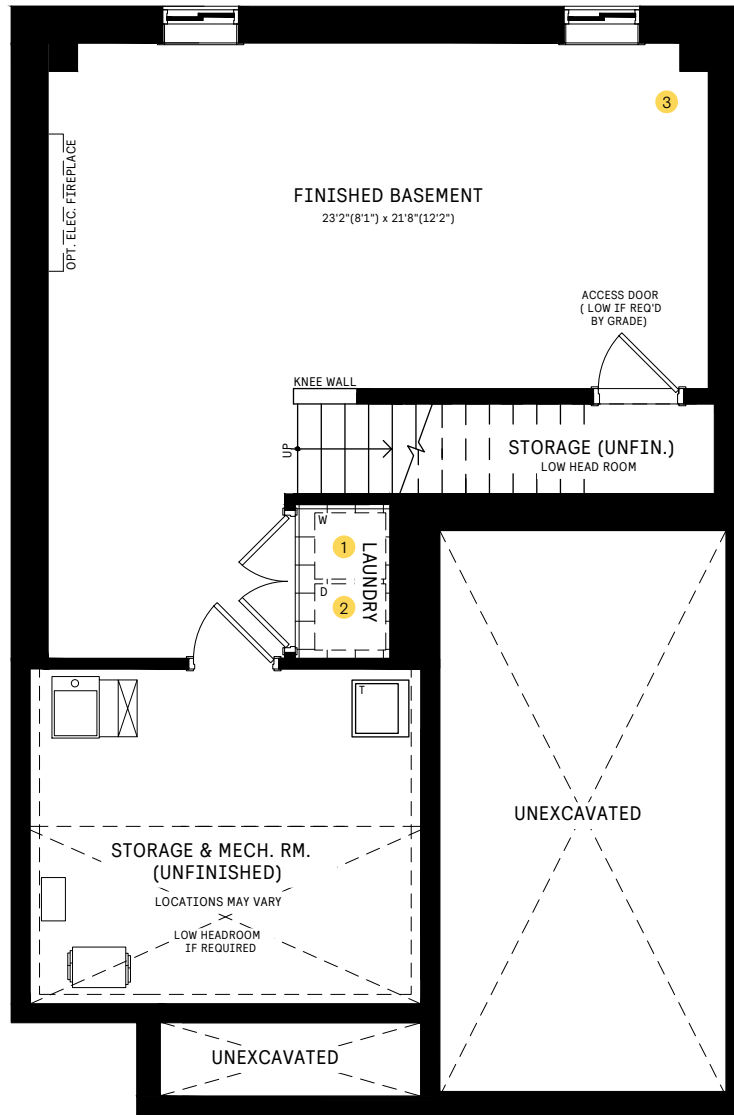 3
OPT. ELEC. FIREPLACE
FINISHED BASEMENT
23'2"(8'1") x 21'8"(12'2")
ACCESS DOOR
( LOW IF REQ'D
BY GRADE)
KNEE WALL
UP
STORAGE (UNFIN.)
LOW HEAD ROOM
W
1
LAUNDRY
D
2
T
UNEXCAVATED
STORAGE & MECH. RM.
(UNFINISHED)
LOCATIONS MAY VARY
LOW HEADROOM
IF REQUIRED
UNEXCAVATED